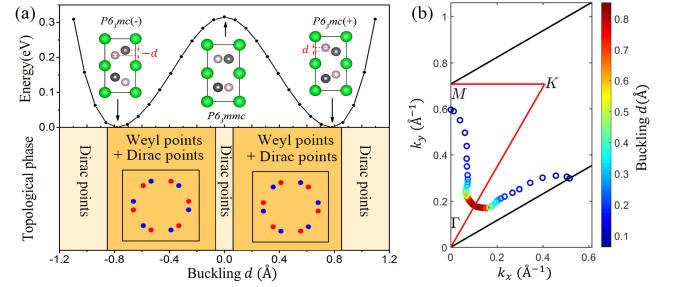 (a)
P6₃mc(-)
P6₃mc(+)
-d
d
P6₃mmc
Energy(eV)
0.3
0.2
0.1
0.0
Topological phase
Dirac points
Weyl points
+ Dirac points
Dirac points
Weyl points
+ Dirac points
Dirac points
-1.2 -0.8 -0.4 0.0 0.4 0.8 1.2
Buckling d (Å)
(b)
M
K
Γ
k_y (Å⁻¹)
1
0.8
0.6
0.4
0.2
0
0 0.2 0.4 0.6
k_x (Å⁻¹)
0.8
0.7
0.6
0.5
0.4
0.3
0.2
0.1
Buckling d(Å)